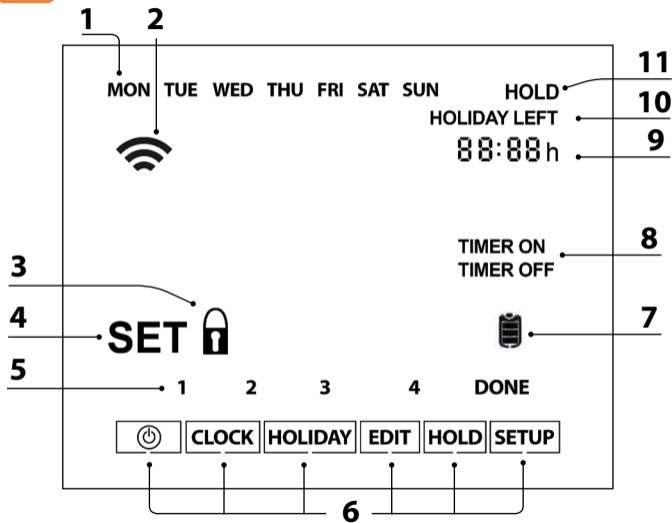 1 2
MON TUE WED THU FRI SAT SUN
HOLD 11
HOLIDAY LEFT 10
88:88h 9
TIMER ON 8
TIMER OFF
3
4 SET
7
5 1 2 3 4 DONE
CLOCK HOLIDAY EDIT HOLD SETUP
6